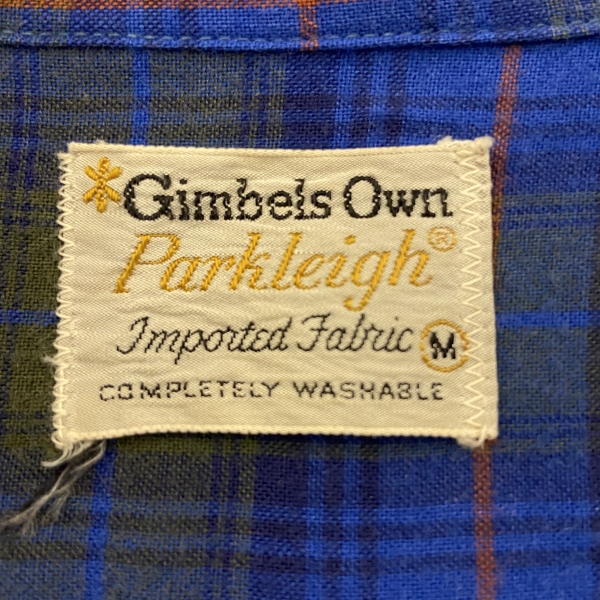 *Gimbels Own
Parkleigh®
Imported Fabric M
COMPLETELY WASHABLE